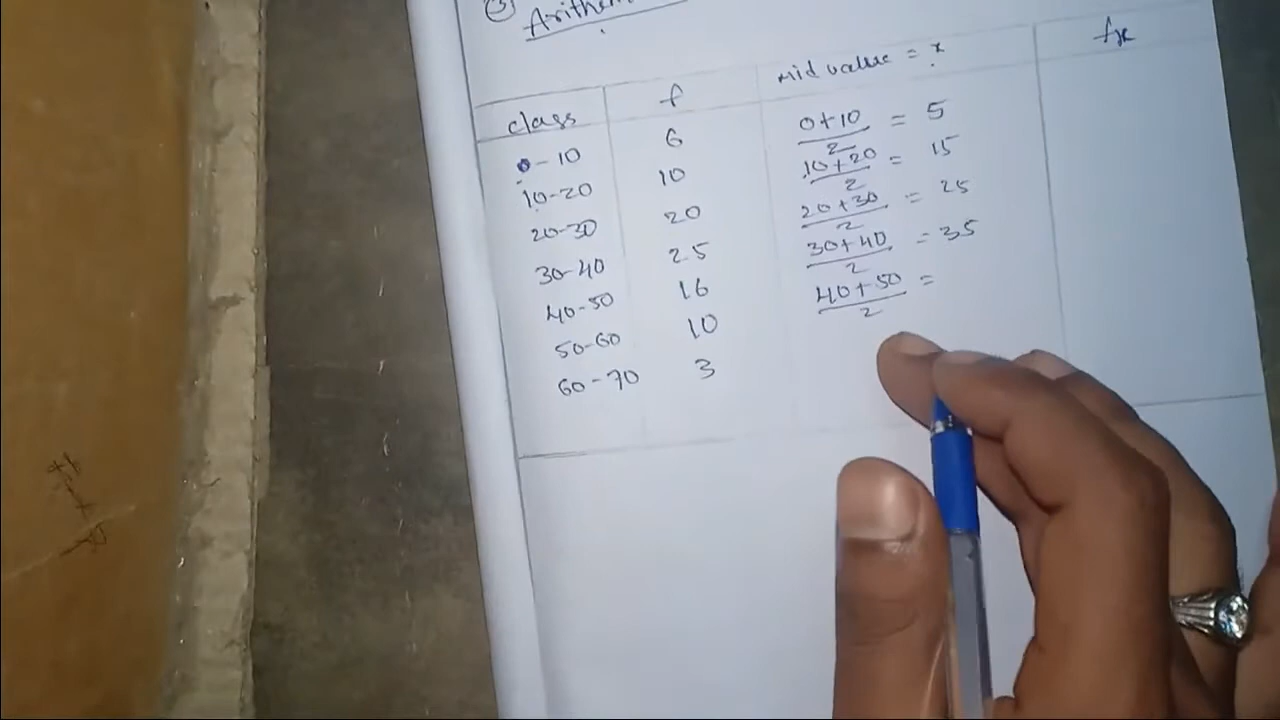 3
class f mid value = x fx
0-10 6 0+10/2 = 5
10-20 10 10+20/2 = 15
20-30 20 20+30/2 = 25
30-40 25 30+40/2 = 35
40-50 16 40+50/2 =
50-60 10
60-70 3